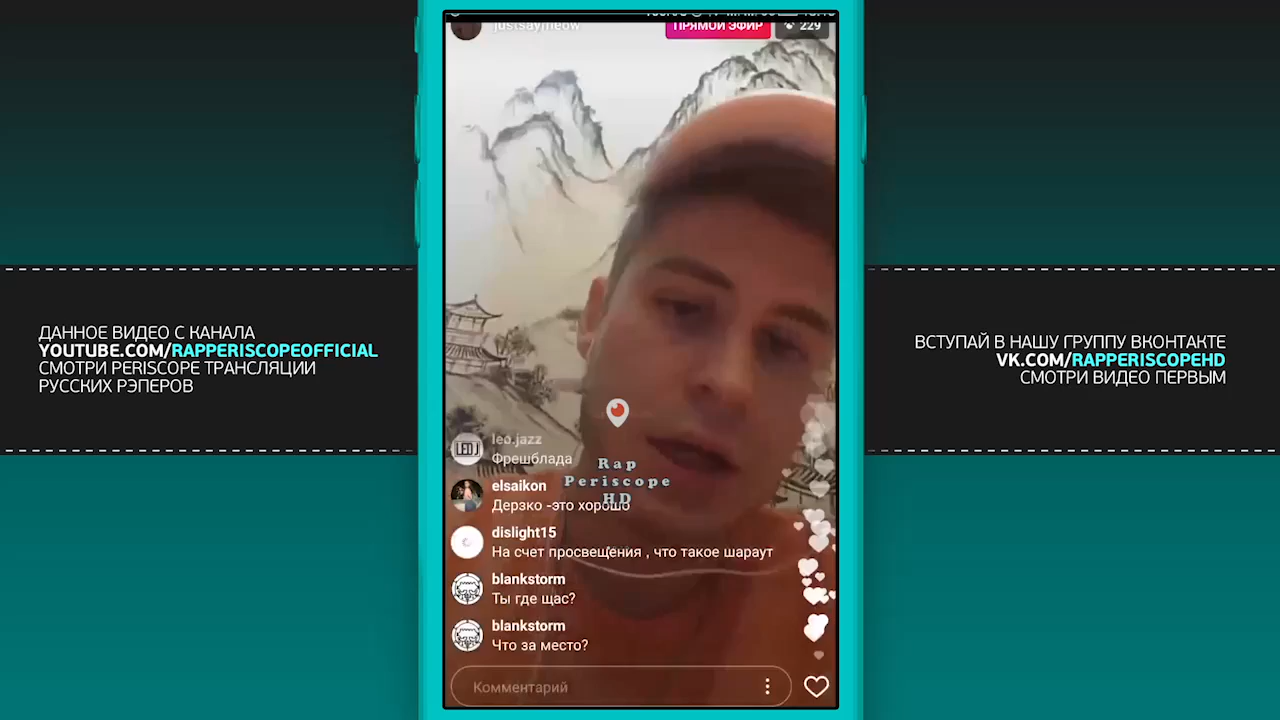 justsaymeow
ПРЯМОЙ ЭФИР
229
ДАННОЕ ВИДЕО С КАНАЛА
YOUTUBE.COM/RAPPERISCOPEOFFICIAL
СМОТРИ PERISCOPE ТРАНСЛЯЦИИ
РУССКИХ РЭПЕРОВ
ВСТУПАЙ В НАШУ ГРУППУ ВКОНТАКТЕ
VK.COM/RAPPERISCOPEHD
СМОТРИ ВИДЕО ПЕРВЫМ
LEO J
leo.jazz
Фрешблада
Rap
Periscope
HD
elsaikon
Дерзко -это хорошо
dislight15
На счет просвещения , что такое шараут
blankstorm
Ты где щас?
blankstorm
Что за место?
Комментарий